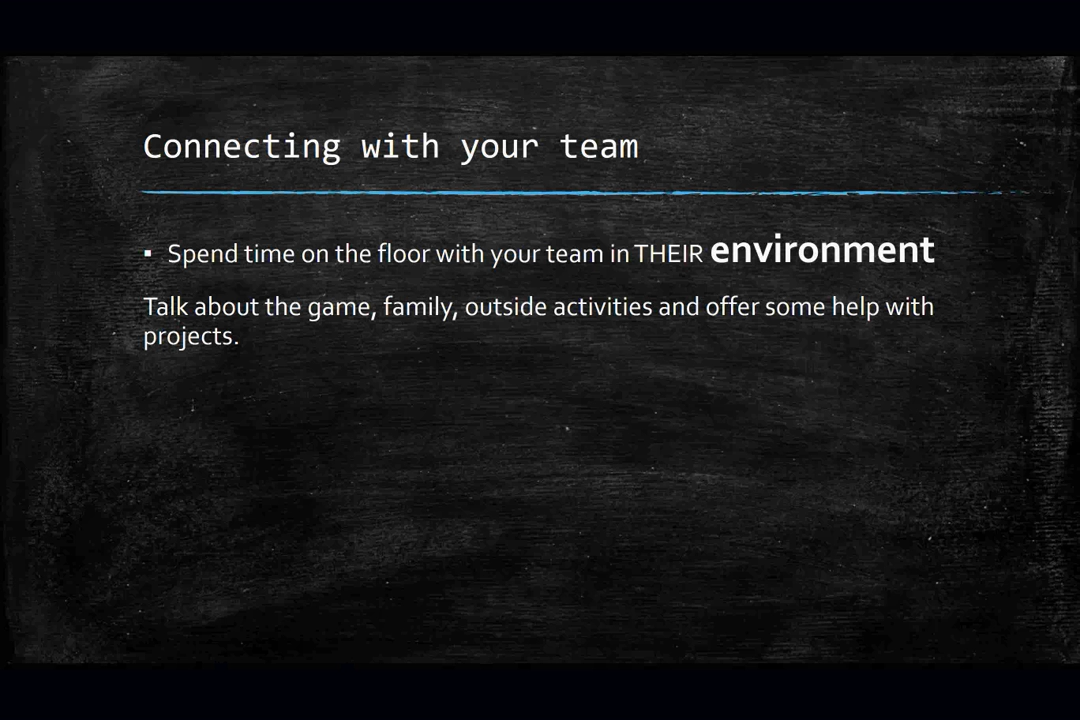 Connecting with your team
▪ Spend time on the floor with your team in THEIR environment
Talk about the game, family, outside activities and offer some help with
projects.